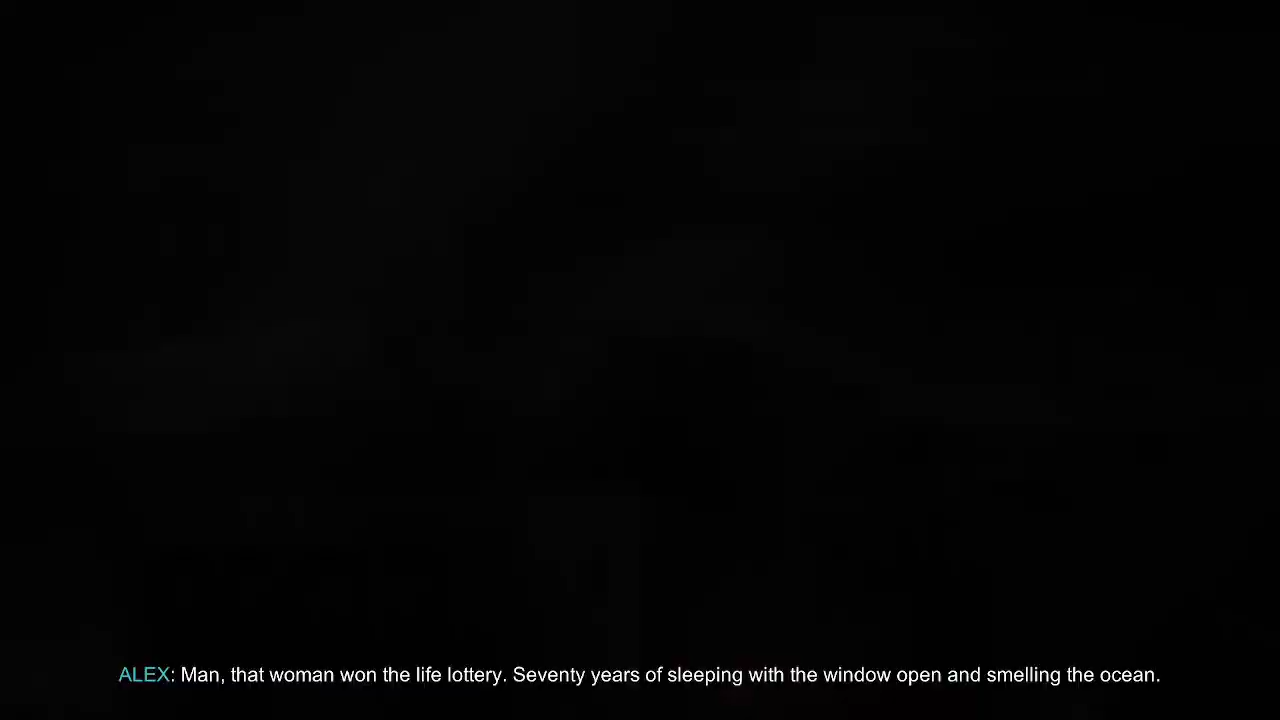 ALEX: Man, that woman won the life lottery. Seventy years of sleeping with the window open and smelling the ocean.